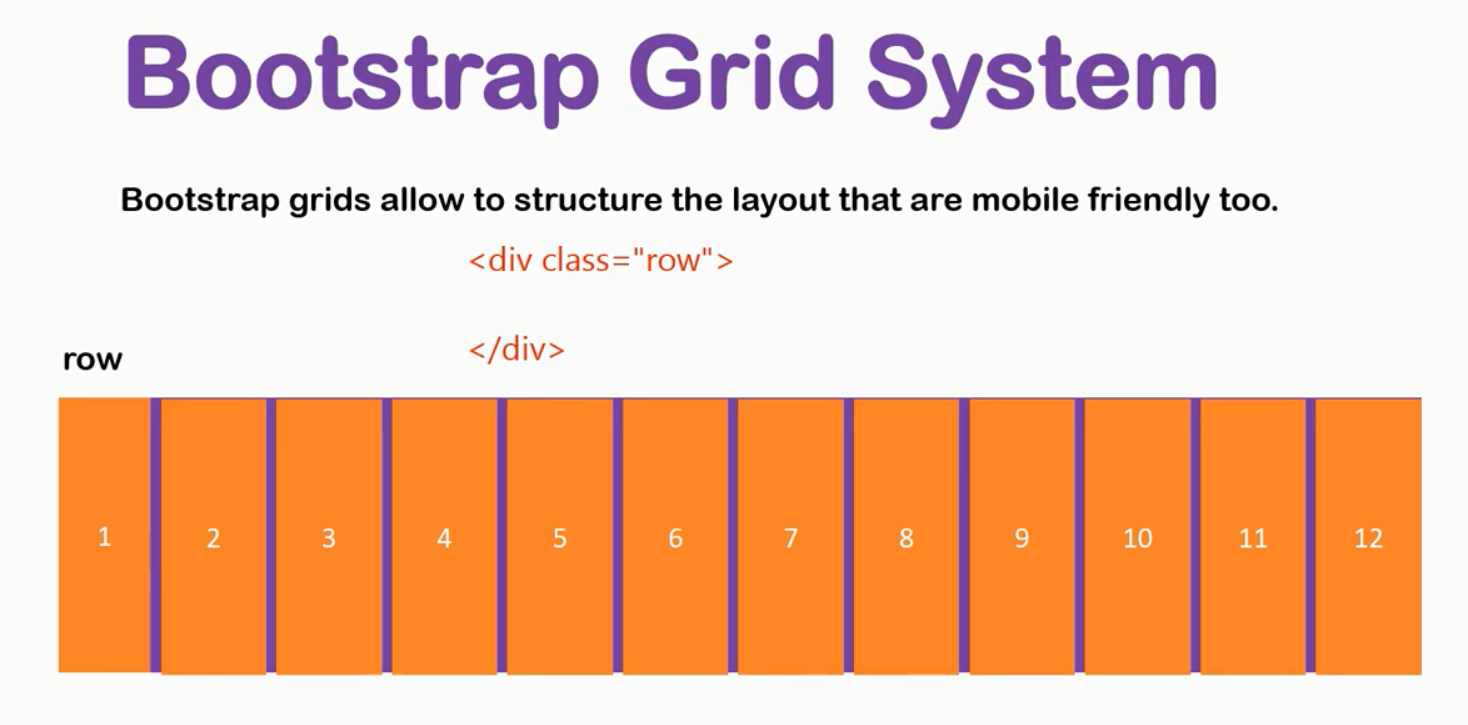 Bootstrap Grid System
Bootstrap grids allow to structure the layout that are mobile friendly too.
<div class="row">
</div>
row
1 2 3 4 5 6 7 8 9 10 11 12